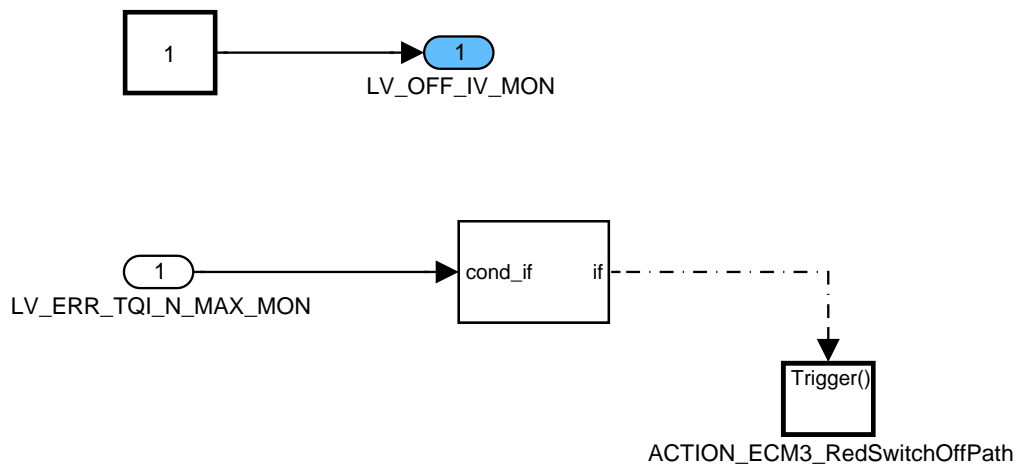 1
1
LV_OFF_IV_MON
1
cond_if
if
LV_ERR_TQI_N_MAX_MON
Trigger()
ACTION_ECM3_RedSwitchOffPath